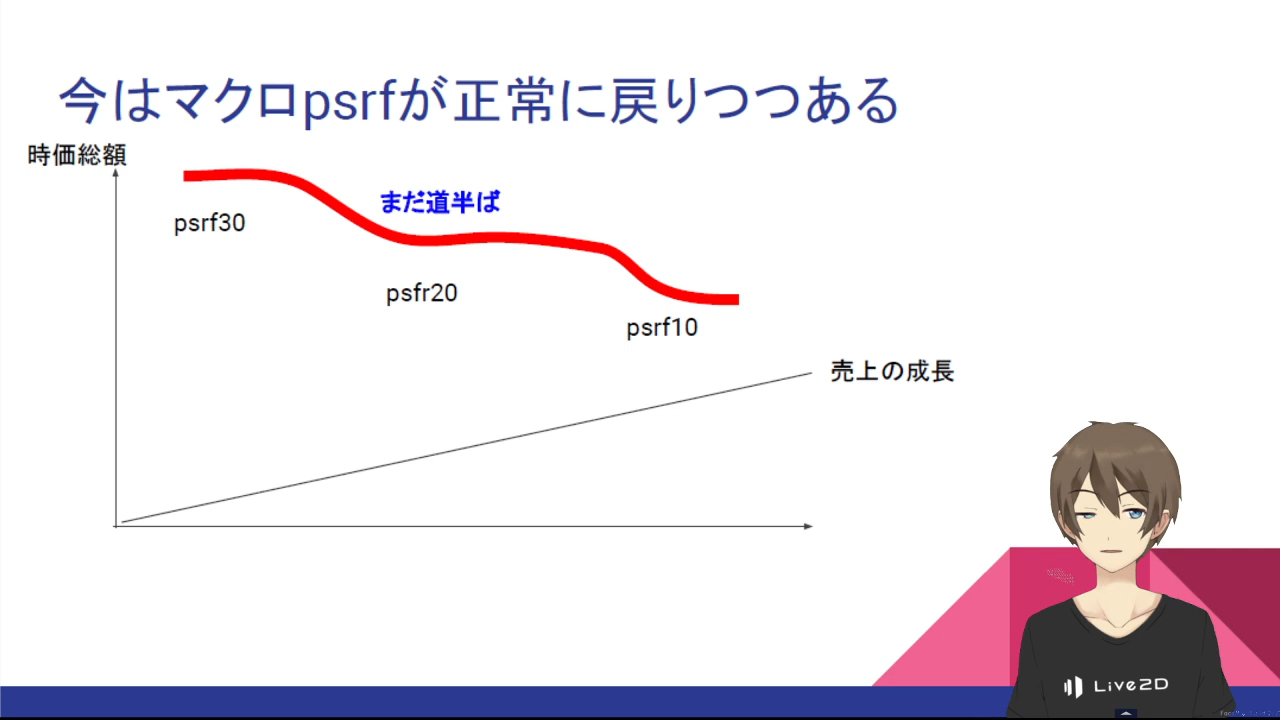 今はマクロpsrfが正常に戻りつつある
時価総額
まだ道半ば
psrf30
psfr20
psrf10
売上の成長
Live2D